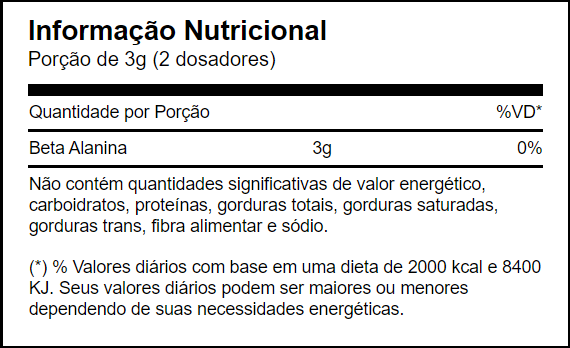 Informação Nutricional
Porção de 3g (2 dosadores)
Quantidade por Porção %VD*
Beta Alanina 3g 0%
Não contém quantidades significativas de valor energético,
carboidratos, proteínas, gorduras totais, gorduras saturadas,
gorduras trans, fibra alimentar e sódio.
(*) % Valores diários com base em uma dieta de 2000 kcal e 8400
KJ. Seus valores diários podem ser maiores ou menores
dependendo de suas necessidades energéticas.